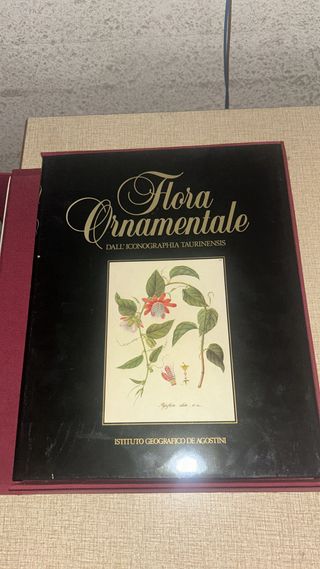 Flora
Ornamentale
DALL'ICONOGRAPHIA TAURINENSIS
ISTITUTO GEOGRAFICO DE AGOSTINI